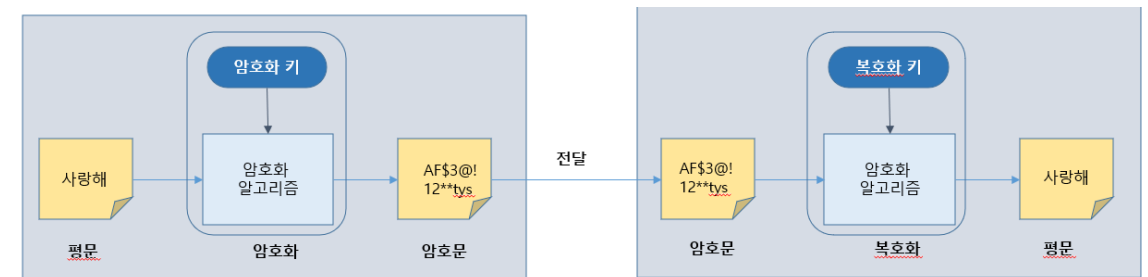 암호화 키
사랑해
암호화
알고리즘
AF$3@!
12**tys
평문
암호화
암호문
전달
복호화 키
AF$3@!
12**tys
암호화
알고리즘
사랑해
암호문
복호화
평문